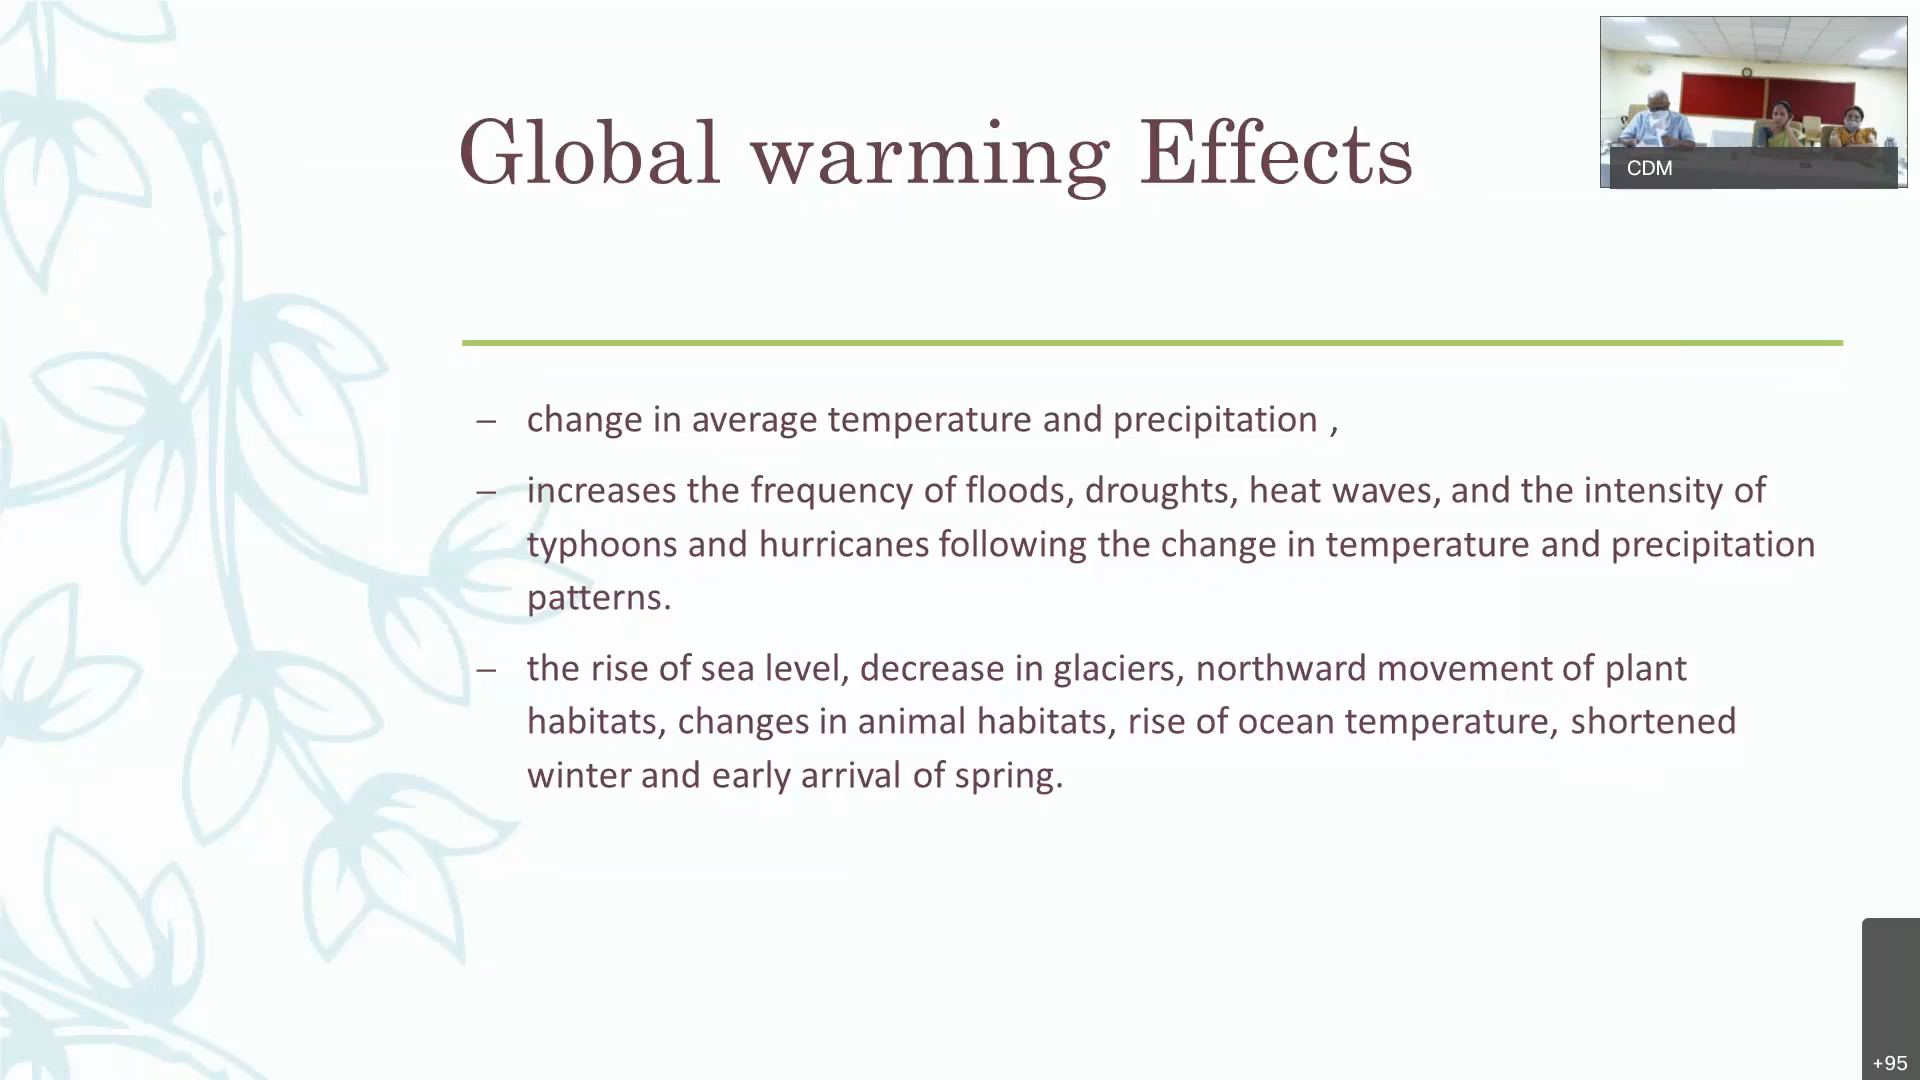 Global warming Effects
CDM
– change in average temperature and precipitation ,
– increases the frequency of floods, droughts, heat waves, and the intensity of
typhoons and hurricanes following the change in temperature and precipitation
patterns.
– the rise of sea level, decrease in glaciers, northward movement of plant
habitats, changes in animal habitats, rise of ocean temperature, shortened
winter and early arrival of spring.
+95